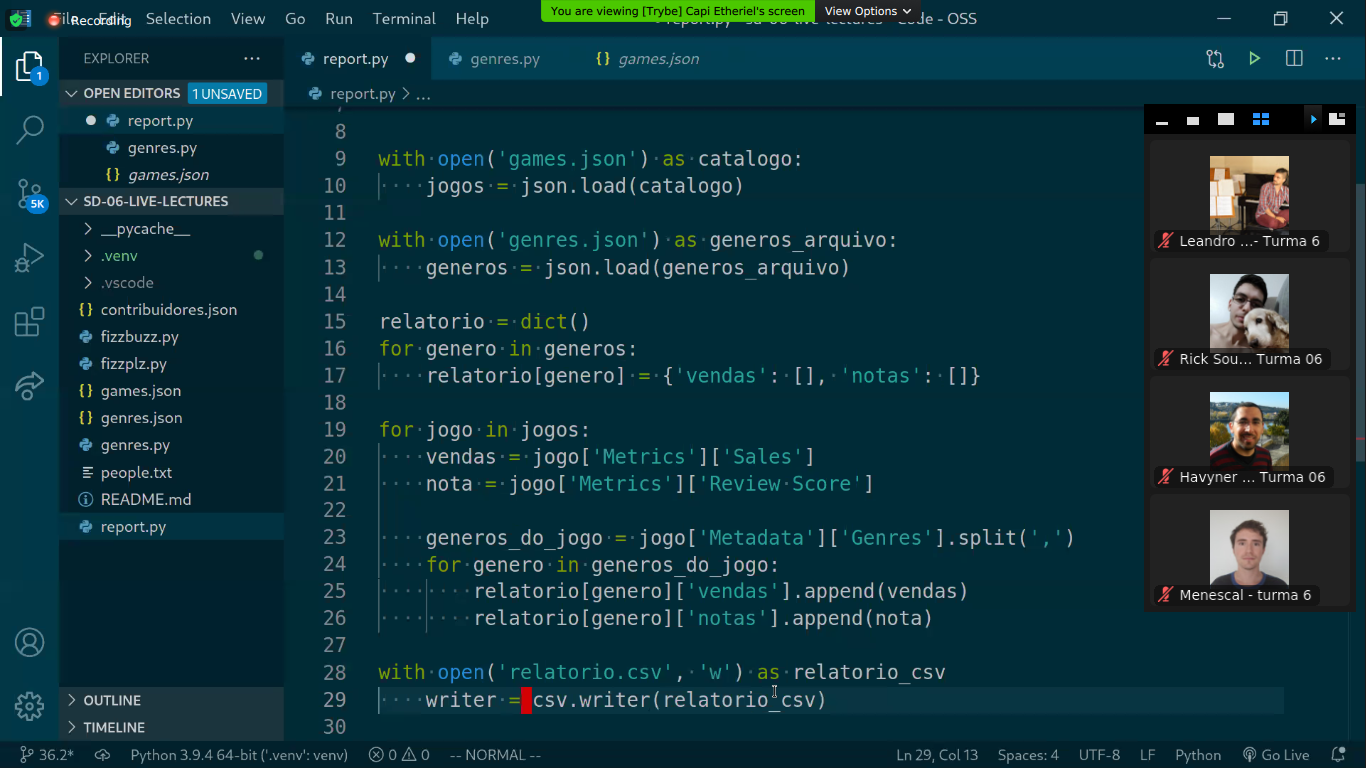 Recording
File Edit Selection View Go Run Terminal Help
You are viewing [Trybe] Capi Etheriel's screen
View Options
Code - OSS
EXPLORER
report.py
genres.py
{} games.json
1
OPEN EDITORS 1 UNSAVED
report.py > ...
report.py
genres.py
{} games.json
SD-06-LIVE-LECTURES
5K
__pycache__
.venv
.vscode
{} contribuidores.json
fizzbuzz.py
fizzplz.py
{} games.json
{} genres.json
genres.py
people.txt
README.md
report.py
OUTLINE
TIMELINE
8
9 with·open('games.json')·as catalogo:
10 ····jogos·=·json.load(catalogo)
11
12 with·open('genres.json')·as generos_arquivo:
13 ····generos·=·json.load(generos_arquivo)
14
15 relatorio·=·dict()
16 for genero in generos:
17 ····relatorio[genero]·=·{'vendas':·[],·'notas':·[]}
18
19 for jogo in jogos:
20 ····vendas·=·jogo['Metrics']['Sales']
21 ····nota·=·jogo['Metrics']['Review·Score']
22
23 ····generos_do_jogo·=·jogo['Metadata']['Genres'].split(',')
24 ····for genero in generos_do_jogo:
25 ········relatorio[genero]['vendas'].append(vendas)
26 ········relatorio[genero]['notas'].append(nota)
27
28 with·open('relatorio.csv',·'w')·as relatorio_csv
29 ····writer·= csv.writer(relatorio_csv)
30
Leandro ...- Turma 6
Rick Sou... Turma 06
Havyner ... Turma 06
Menescal - turma 6
36.2* Python 3.9.4 64-bit ('.venv': venv) 0 0 -- NORMAL -- Ln 29, Col 13 Spaces: 4 UTF-8 LF Python Go Live